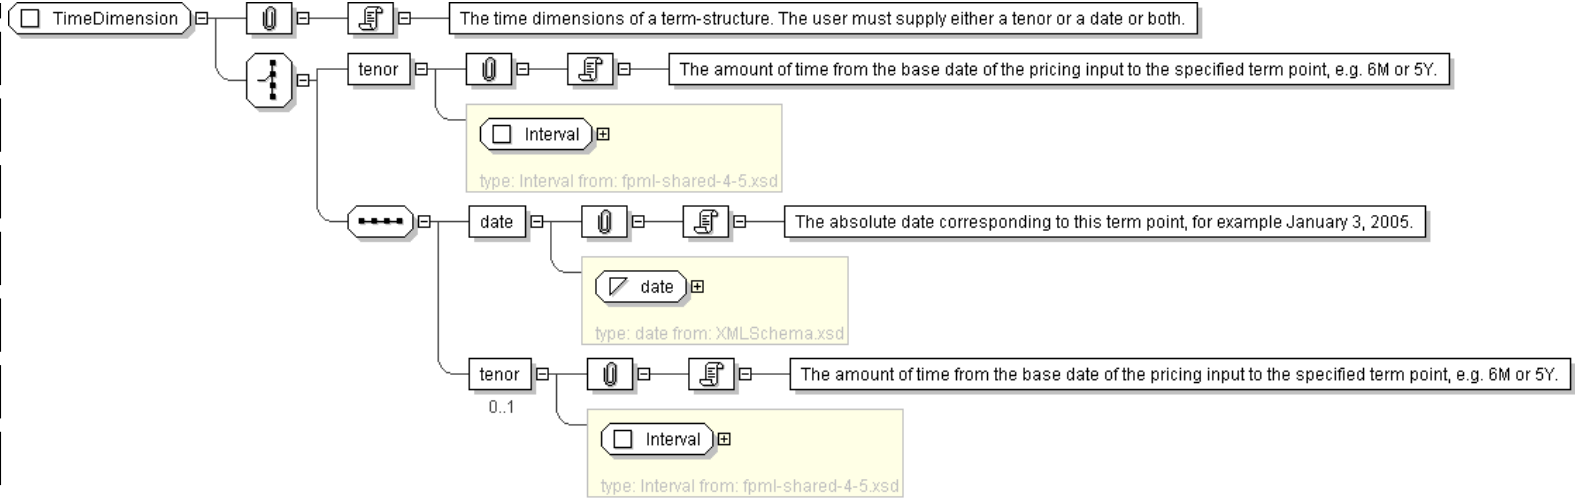 TimeDimension
The time dimensions of a term-structure. The user must supply either a tenor or a date or both.
tenor
The amount of time from the base date of the pricing input to the specified term point, e.g. 6M or 5Y.
Interval
type: Interval from: fpml-shared-4-5.xsd
date
The absolute date corresponding to this term point, for example January 3, 2005.
date
type: date from: XMLSchema.xsd
tenor
The amount of time from the base date of the pricing input to the specified term point, e.g. 6M or 5Y.
0..1
Interval
type: Interval from: fpml-shared-4-5.xsd